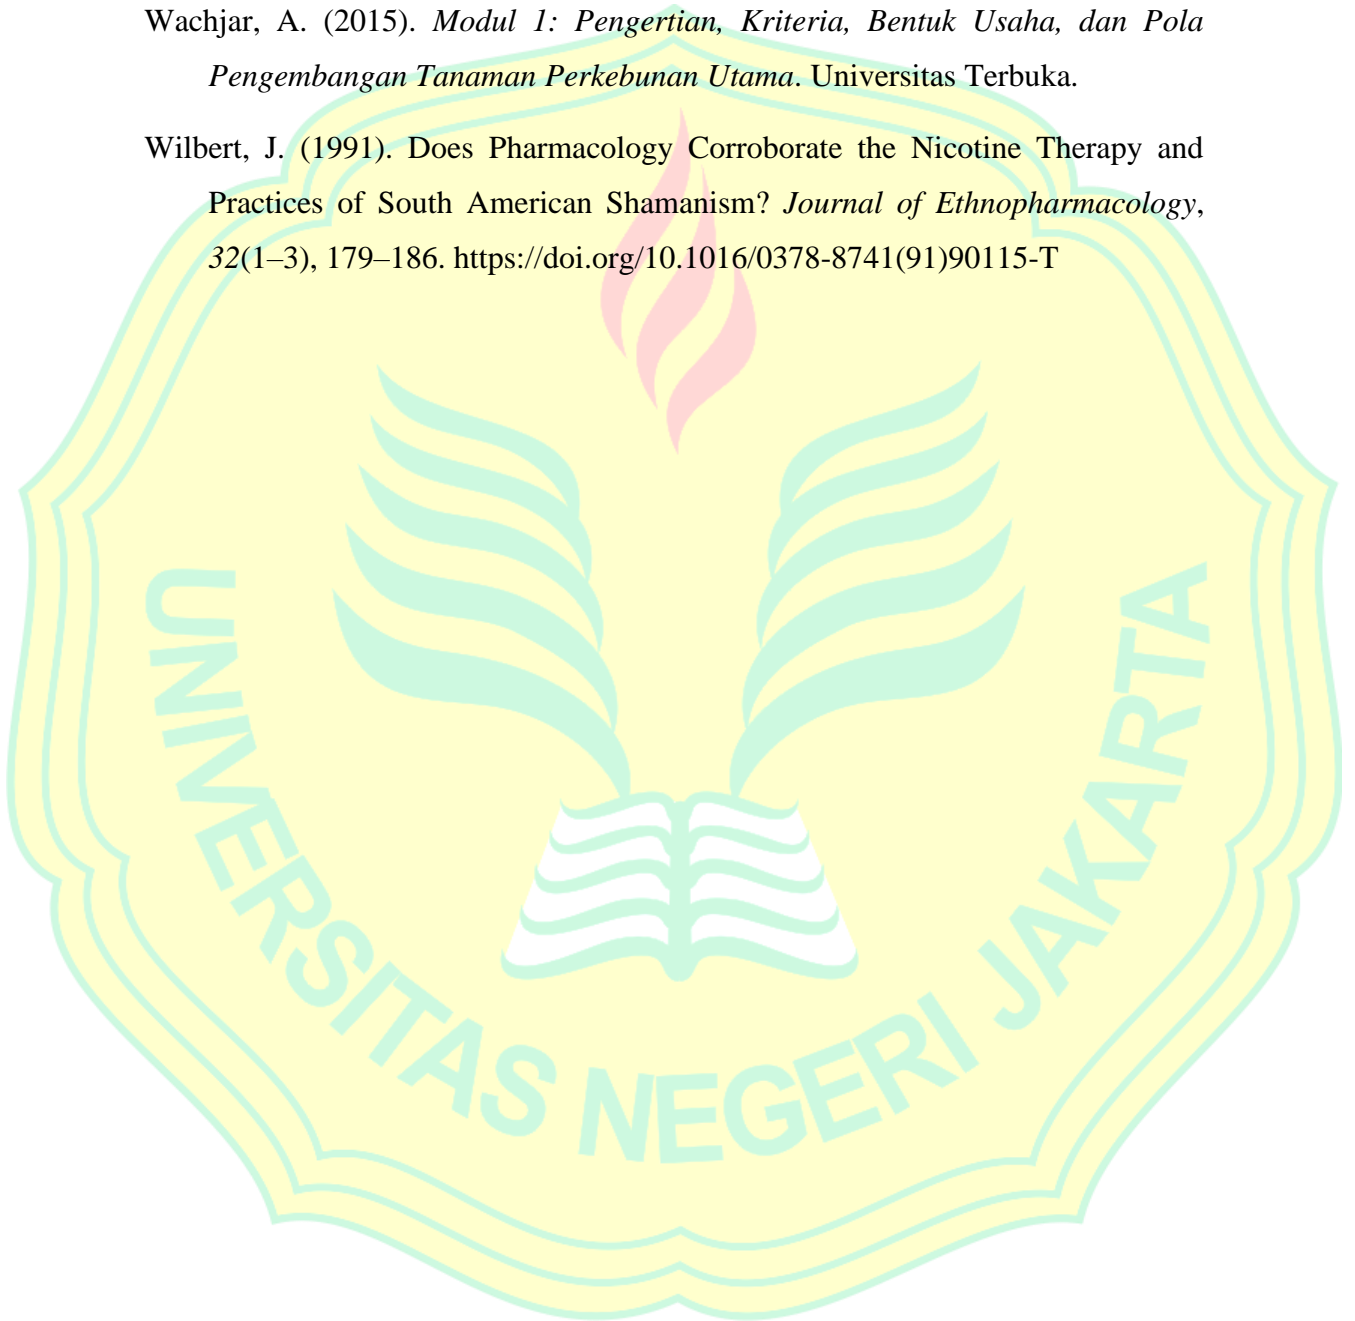 Wachjar, A. (2015). Modul 1: Pengertian, Kriteria, Bentuk Usaha, dan Pola
Pengembangan Tanaman Perkebunan Utama. Universitas Terbuka.
Wilbert, J. (1991). Does Pharmacology Corroborate the Nicotine Therapy and
Practices of South American Shamanism? Journal of Ethnopharmacology,
32(1–3), 179–186. https://doi.org/10.1016/0378-8741(91)90115-T
UNIVERSITAS NEGERI JAKARTA